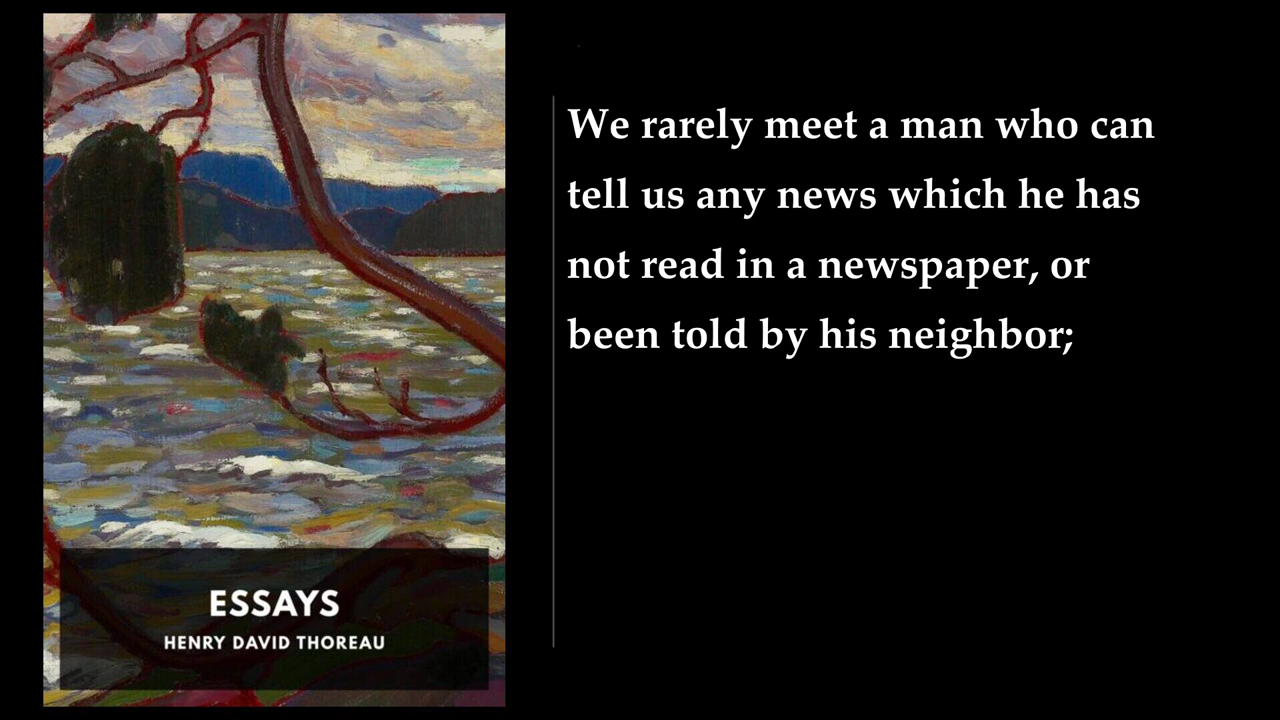 We rarely meet a man who can
tell us any news which he has
not read in a newspaper, or
been told by his neighbor;
ESSAYS
HENRY DAVID THOREAU